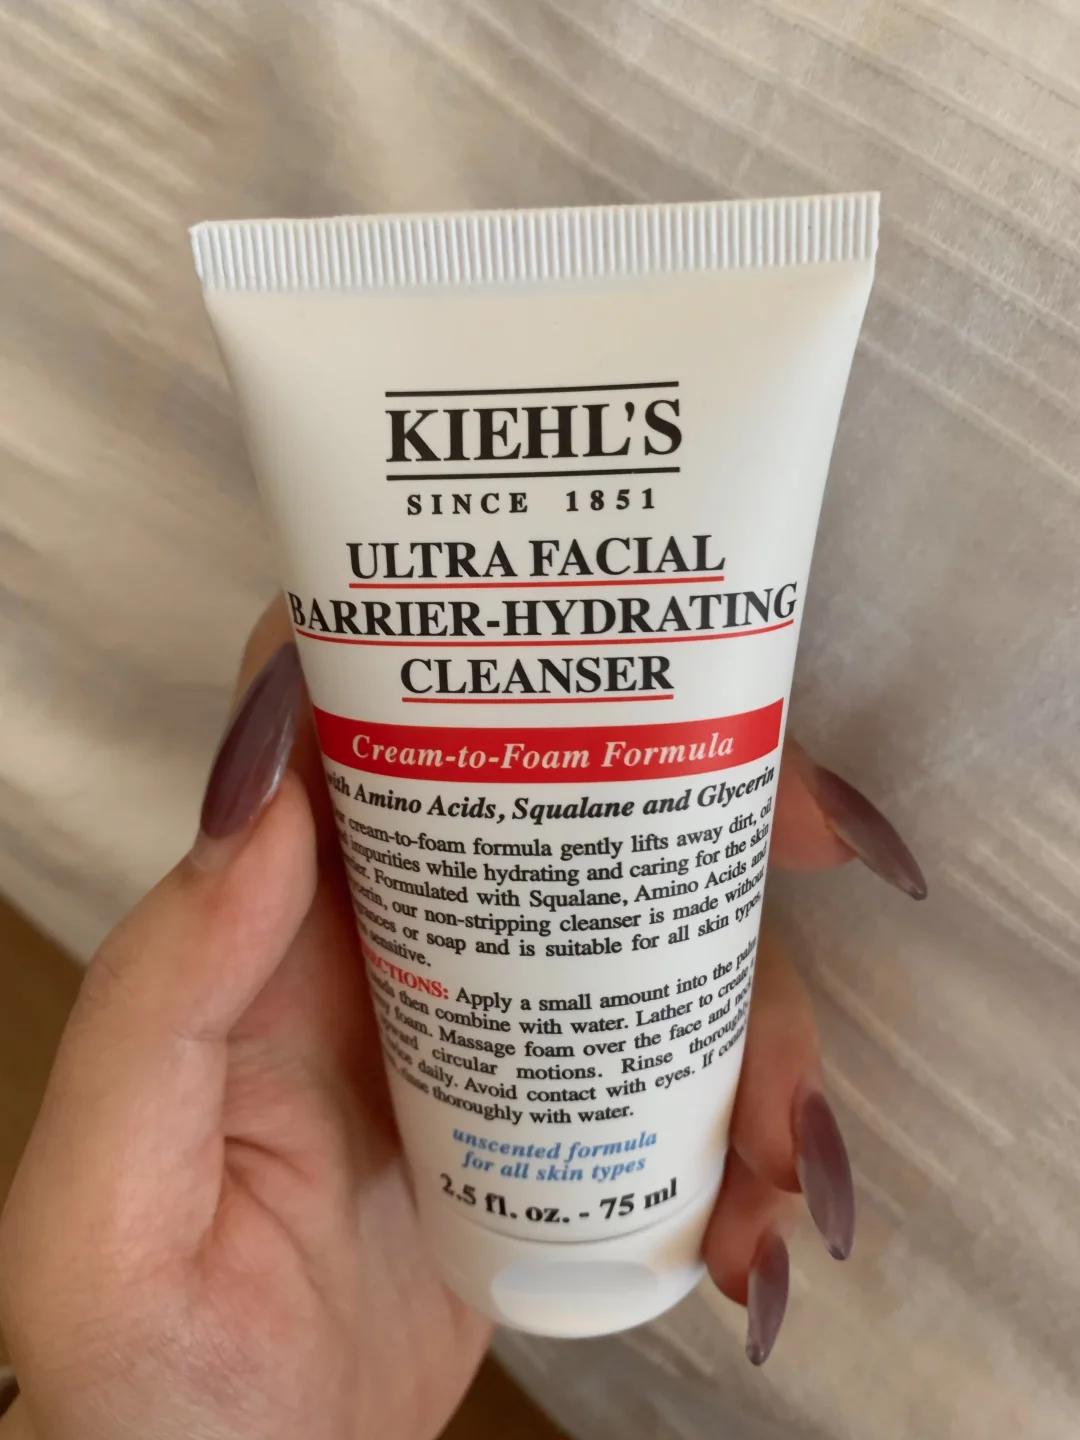 KIEHL'S
SINCE 1851
ULTRA FACIAL
BARRIER-HYDRATING
CLEANSER
Cream-to-Foam Formula
with Amino Acids, Squalane and Glycerin
cream-to-foam formula gently lifts away dirt, oil
impurities while hydrating and caring for the skin
Formulated with Squalane, Amino Acids and
our non-stripping cleanser is made without
or soap and is suitable for all skin types,
sensitive.
DIRECTIONS: Apply a small amount into the palm
then combine with water. Lather to create
foam. Massage foam over the face and neck
circular motions. Rinse thoroughly
daily. Avoid contact with eyes. If
thoroughly with water.
unscented formula
for all skin types
2.5 fl. oz. - 75 ml